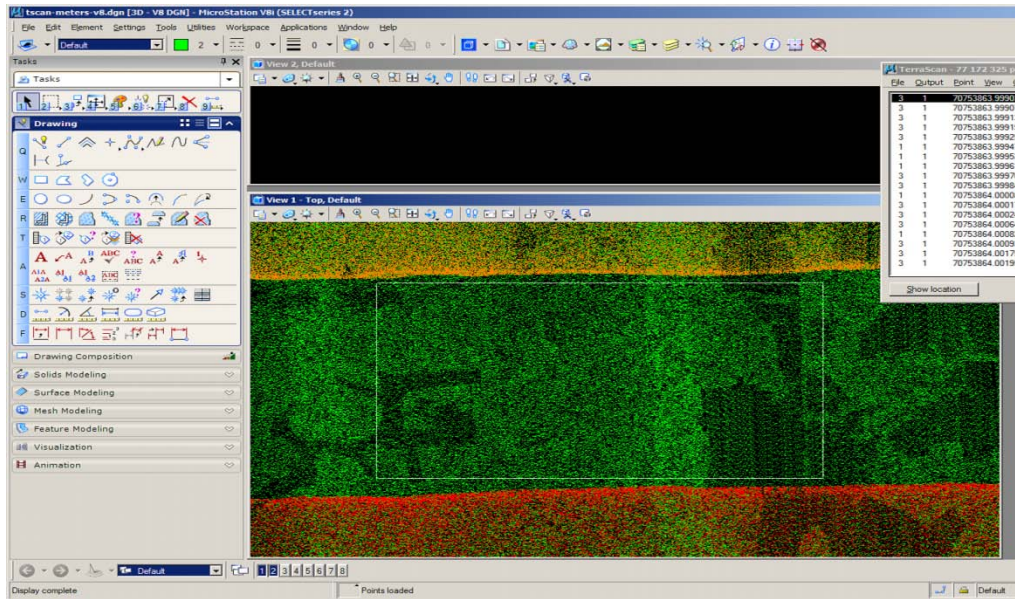 tscan-meters-v8.dgn [3D - V8 DGN] - MicroStation V8i (SELECTseries 2)
File Edit Element Settings Tools Utilities Workspace Applications Window Help
Default 2 0 0 0 0
Tasks
Tasks
Drawing
Q
W
E
R
T
A
S
D
F
Drawing Composition
Solids Modeling
Surface Modeling
Mesh Modeling
Feature Modeling
Visualization
Animation
View 2, Default
View 1 - Top, Default
TerraScan - 77 172 325 p
File Output Point View
3 1 70753863.9990
3 1 70753863.9990
3 1 70753863.9991
3 1 70753863.9991
3 1 70753863.9992
1 1 70753863.9994
1 1 70753863.9995
1 1 70753863.9996
3 1 70753863.9997
3 1 70753863.9998
1 1 70753864.0000
3 1 70753864.0001
3 1 70753864.0002
3 1 70753864.0006
1 1 70753864.0008
3 1 70753864.0009
3 1 70753864.0017
3 1 70753864.0019
Show location
Default 1 2 3 4 5 6 7 8
Display complete
Points loaded
Default